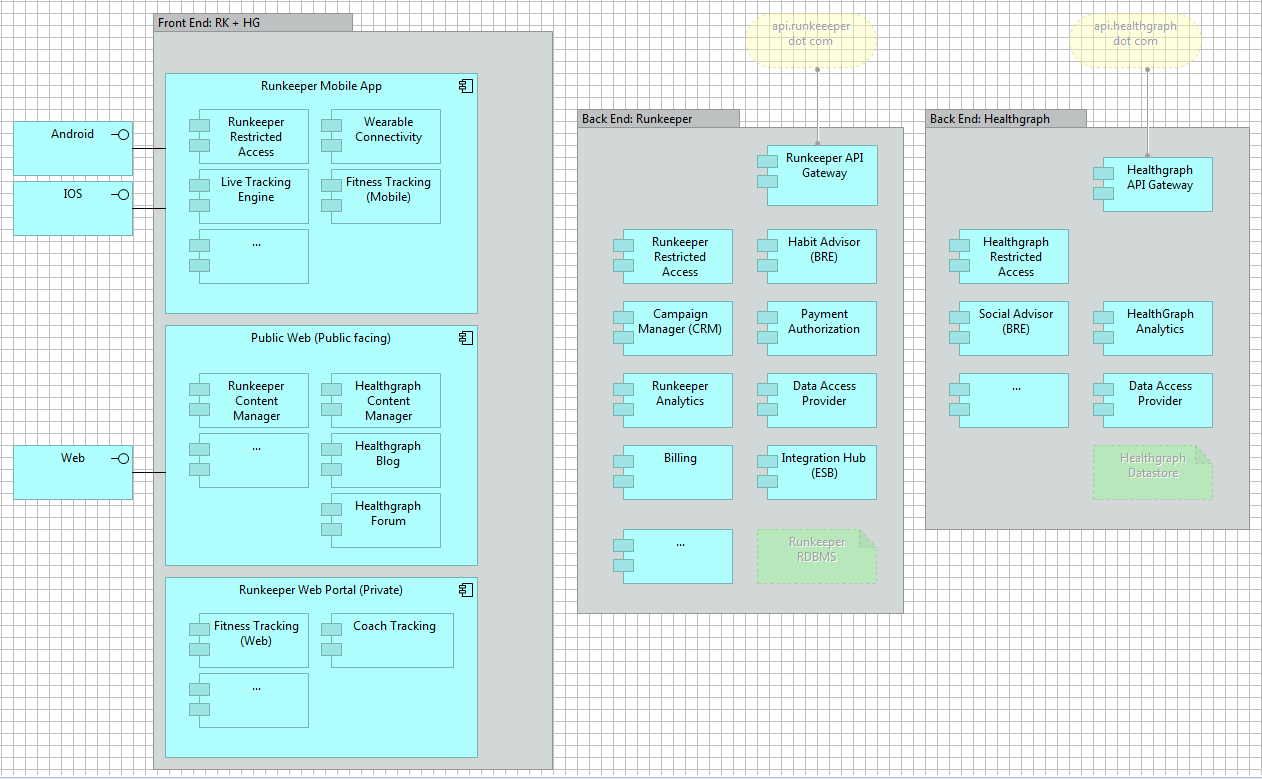 Front End: RK + HG
Runkeeper Mobile App
Runkeeper
Restricted
Access
Wearable
Connectivity
Live Tracking
Engine
Fitness Tracking
(Mobile)
...
Android
IOS
Public Web (Public facing)
Runkeeper
Content
Manager
Healthgraph
Content
Manager
...
Healthgraph
Blog
Healthgraph
Forum
Web
Runkeeper Web Portal (Private)
Fitness Tracking
(Web)
Coach Tracking
...
api.runkeeeper
dot com
Back End: Runkeeper
Runkeeper API
Gateway
Runkeeper
Restricted
Access
Habit Advisor
(BRE)
Campaign
Manager (CRM)
Payment
Authorization
Runkeeper
Analytics
Data Access
Provider
Billing
Integration Hub
(ESB)
...
Runkeeper
RDBMS
api.healthgraph
dot com
Back End: Healthgraph
Healthgraph
API Gateway
Healthgraph
Restricted
Access
Social Advisor
(BRE)
HealthGraph
Analytics
...
Data Access
Provider
Healthgraph
Datastore